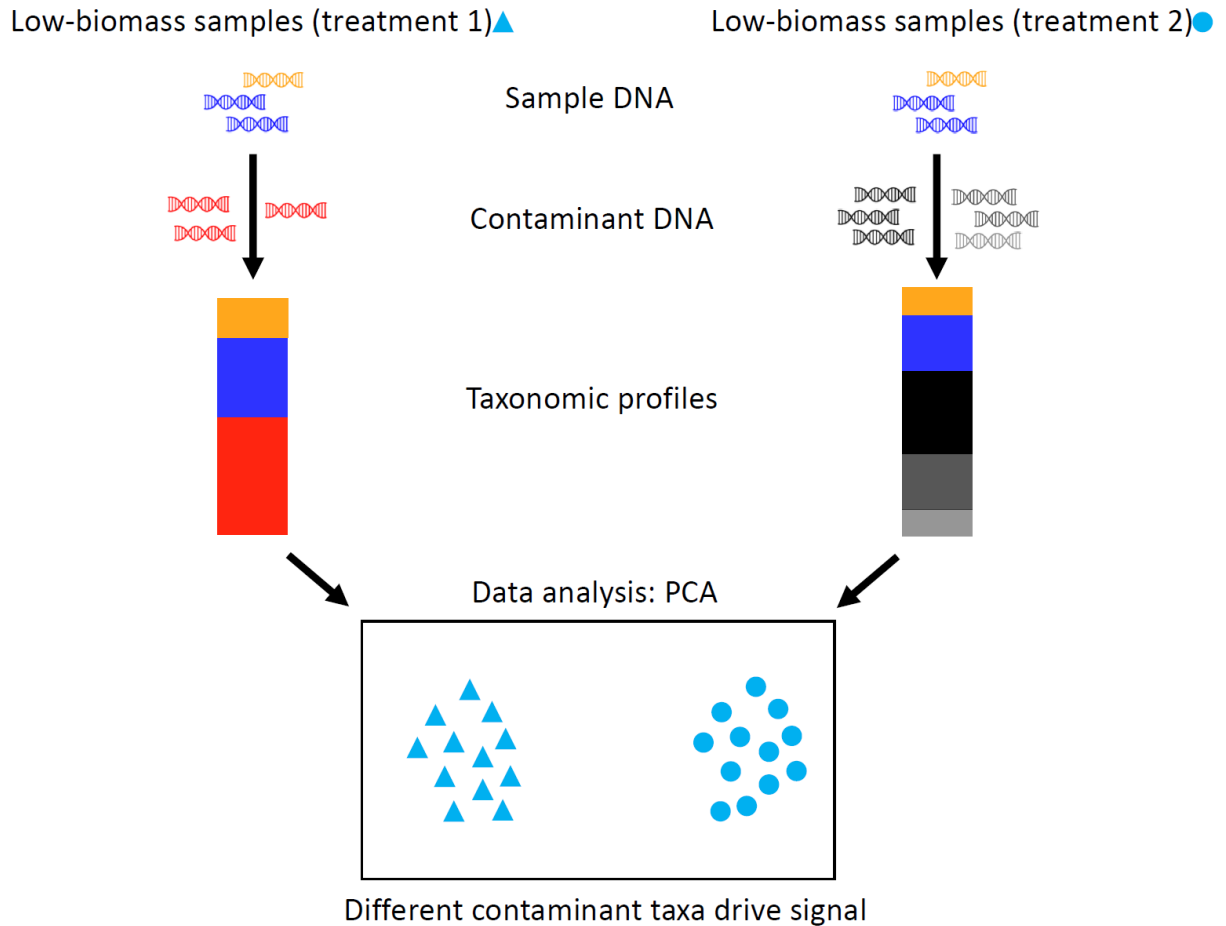 Low-biomass samples (treatment 1)
Low-biomass samples (treatment 2)
Sample DNA
Contaminant DNA
Taxonomic profiles
Data analysis: PCA
Different contaminant taxa drive signal